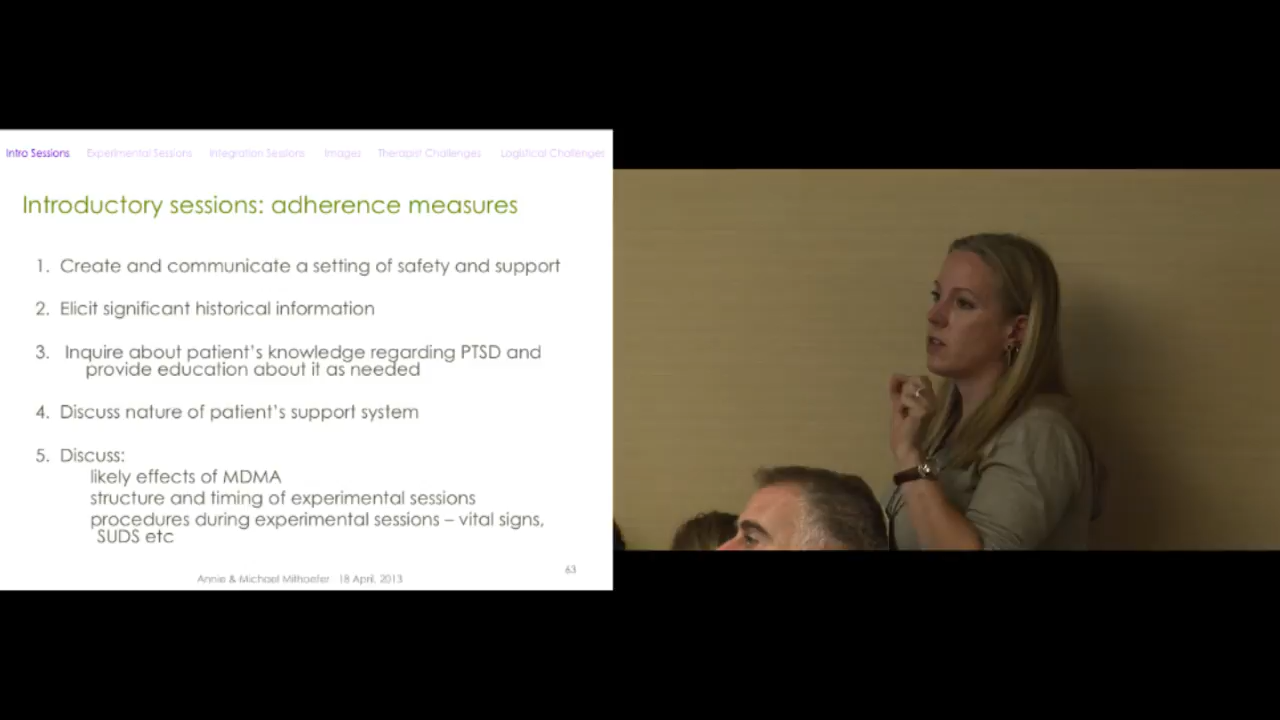 Intro Sessions Experimental Sessions Integration Sessions Images Therapist Challenges Logistical Challenges
Introductory sessions: adherence measures
1. Create and communicate a setting of safety and support
2. Elicit significant historical information
3. Inquire about patient's knowledge regarding PTSD and
provide education about it as needed
4. Discuss nature of patient's support system
5. Discuss:
likely effects of MDMA
structure and timing of experimental sessions
procedures during experimental sessions – vital signs,
SUDS etc
63
Annie & Michael Mithoefer 18 April, 2013